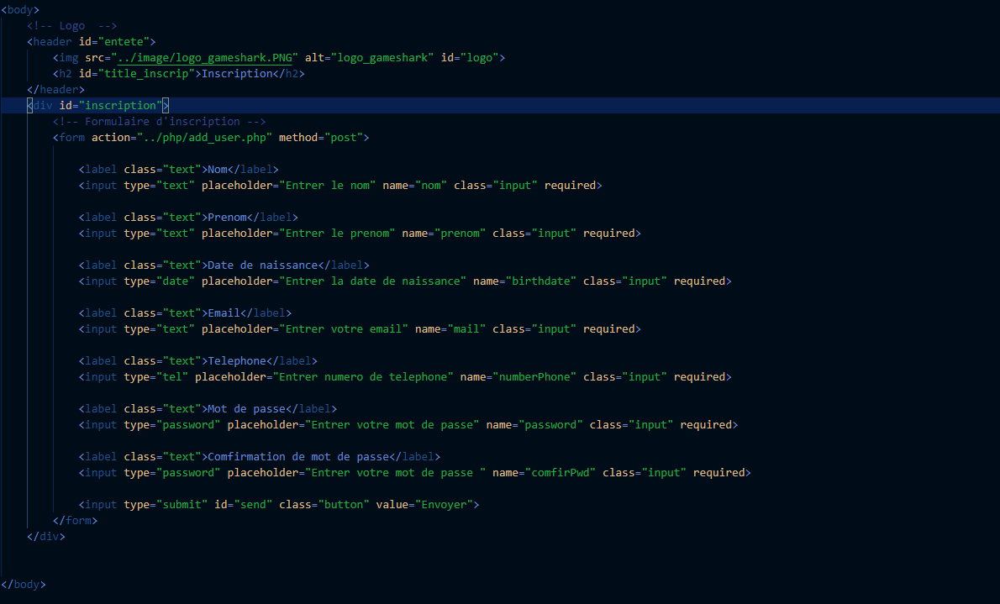 <body>
<!-- Logo  -->
<header id="entete">
<img src="../image/logo_gameshark.PNG" alt="logo_gameshark" id="logo">
<h2 id="title_inscrip">Inscription</h2>
</header>
<div id="inscription">
<!-- Formulaire d'inscription -->
<form action="../php/add_user.php" method="post">
<label class="text">Nom</label>
<input type="text" placeholder="Entrer le nom" name="nom" class="input" required>
<label class="text">Prenom</label>
<input type="text" placeholder="Entrer le prenom" name="prenom" class="input" required>
<label class="text">Date de naissance</label>
<input type="date" placeholder="Entrer la date de naissance" name="birthdate" class="input" required>
<label class="text">Email</label>
<input type="text" placeholder="Entrer votre email" name="mail" class="input" required>
<label class="text">Telephone</label>
<input type="tel" placeholder="Entrer numero de telephone" name="numberPhone" class="input" required>
<label class="text">Mot de passe</label>
<input type="password" placeholder="Entrer votre mot de passe" name="password" class="input" required>
<label class="text">Comfirmation de mot de passe</label>
<input type="password" placeholder="Entrer votre mot de passe " name="comfirPwd" class="input" required>
<input type="submit" id="send" class="button" value="Envoyer">
</form>
</div>
</body>